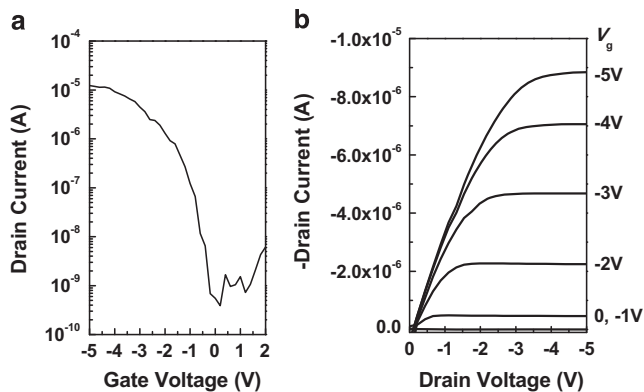 a
10⁻⁴
10⁻⁵
10⁻⁶
10⁻⁷
10⁻⁸
10⁻⁹
10⁻¹⁰
Drain Current (A)
-5 -4 -3 -2 -1 0 1 2
Gate Voltage (V)
b
-1.0x10⁻⁵
-8.0x10⁻⁶
-6.0x10⁻⁶
-4.0x10⁻⁶
-2.0x10⁻⁶
0.0
-Drain Current (A)
0 -1 -2 -3 -4 -5
Drain Voltage (V)
Vg
-5V
-4V
-3V
-2V
0, -1V